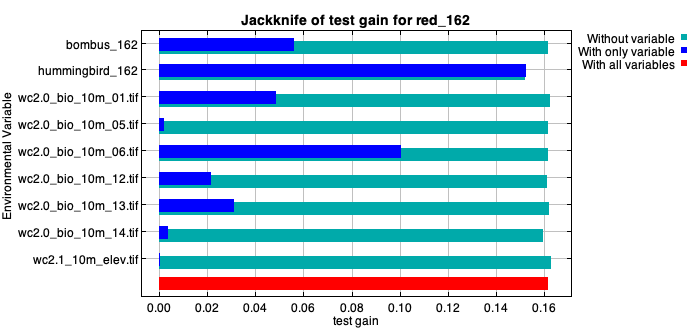 Jackknife of test gain for red_162
Without variable
With only variable
With all variables
Environmental Variable
bombus_162
hummingbird_162
wc2.0_bio_10m_01.tif
wc2.0_bio_10m_05.tif
wc2.0_bio_10m_06.tif
wc2.0_bio_10m_12.tif
wc2.0_bio_10m_13.tif
wc2.0_bio_10m_14.tif
wc2.1_10m_elev.tif
0.00 0.02 0.04 0.06 0.08 0.10 0.12 0.14 0.16
test gain